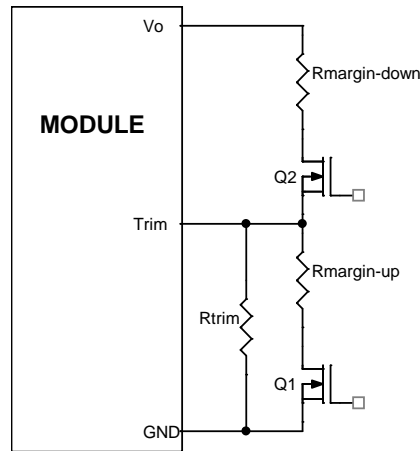 Vo
Rmargin-down
MODULE
Q2
Trim
Rmargin-up
Rtrim
Q1
GND